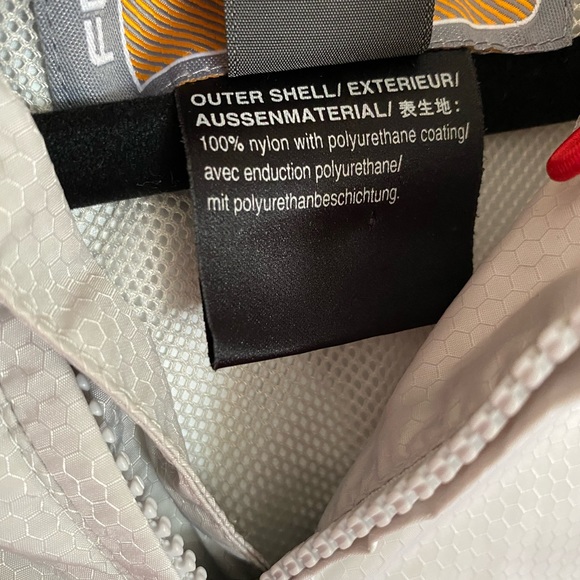 OUTER SHELL/ EXTERIEUR/
AUSSENMATERIAL/ 表生地:
100% nylon with polyurethane coating/
avec enduction polyurethane/
mit polyurethanbeschichtung.